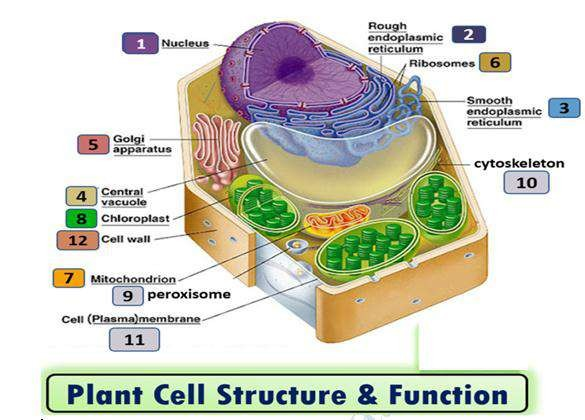 1 Nucleus
Rough
endoplasmic
reticulum
2
Ribosomes 6
Smooth
endoplasmic
reticulum
3
5 Golgi
apparatus
cytoskeleton
10
4 Central
vacuole
8 Chloroplast
12 Cell wall
7 Mitochondrion
9 peroxisome
Cell (Plasma)membrane
11
Plant Cell Structure & Function